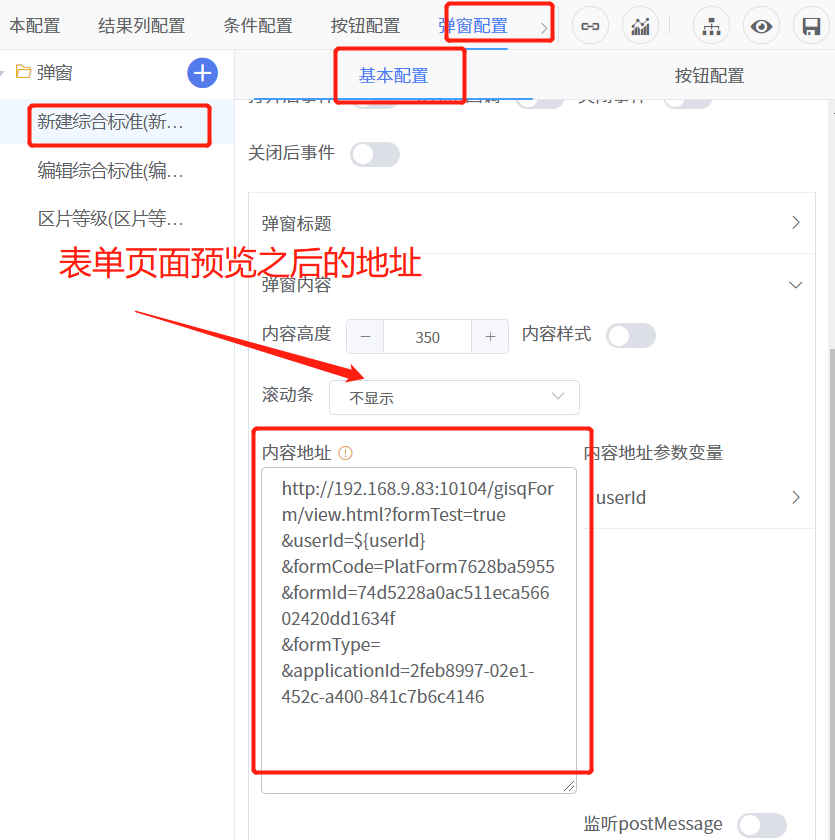 本配置 结果列配置 条件配置 按钮配置 弹窗配置
弹窗
基本配置 按钮配置
新建综合标准(新...
关闭后事件
编辑综合标准(编...
区片等级(区片等...
弹窗标题
表单页面预览之后的地址
弹窗内容
内容高度 350 内容样式
滚动条 不显示
内容地址 内容地址参数变量
http://192.168.9.83:10104/gisqFor
m/view.html?formTest=true
userId
&userId=${userId}
&formCode=PlatForm7628ba5955
&formId=74d5228a0ac511eca566
02420dd1634f
&formType=
&applicationId=2feb8997-02e1-
452c-a400-841c7b6c4146
监听postMessage